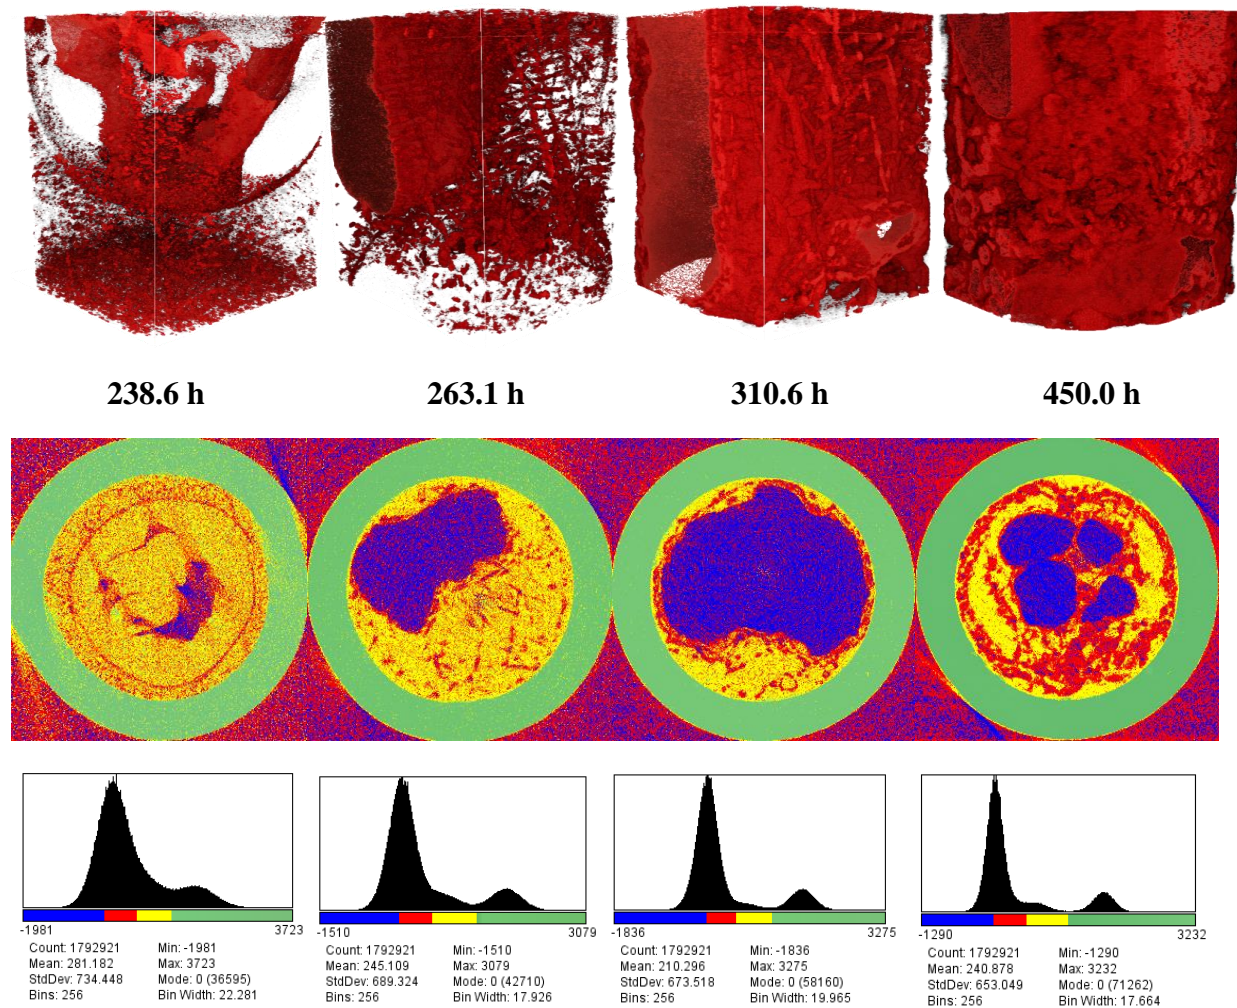 238.6 h 263.1 h 310.6 h 450.0 h
-1981 3723
Count: 1792921 Min: -1981
Mean: 281.182 Max: 3723
StdDev: 734.448 Mode: 0 (36595)
Bins: 256 Bin Width: 22.281
-1510 3079
Count: 1792921 Min: -1510
Mean: 245.109 Max: 3079
StdDev: 689.324 Mode: 0 (42710)
Bins: 256 Bin Width: 17.926
-1836 3275
Count: 1792921 Min: -1836
Mean: 210.296 Max: 3275
StdDev: 673.518 Mode: 0 (58160)
Bins: 256 Bin Width: 19.965
-1290 3232
Count: 1792921 Min: -1290
Mean: 240.878 Max: 3232
StdDev: 653.049 Mode: 0 (71262)
Bins: 256 Bin Width: 17.664